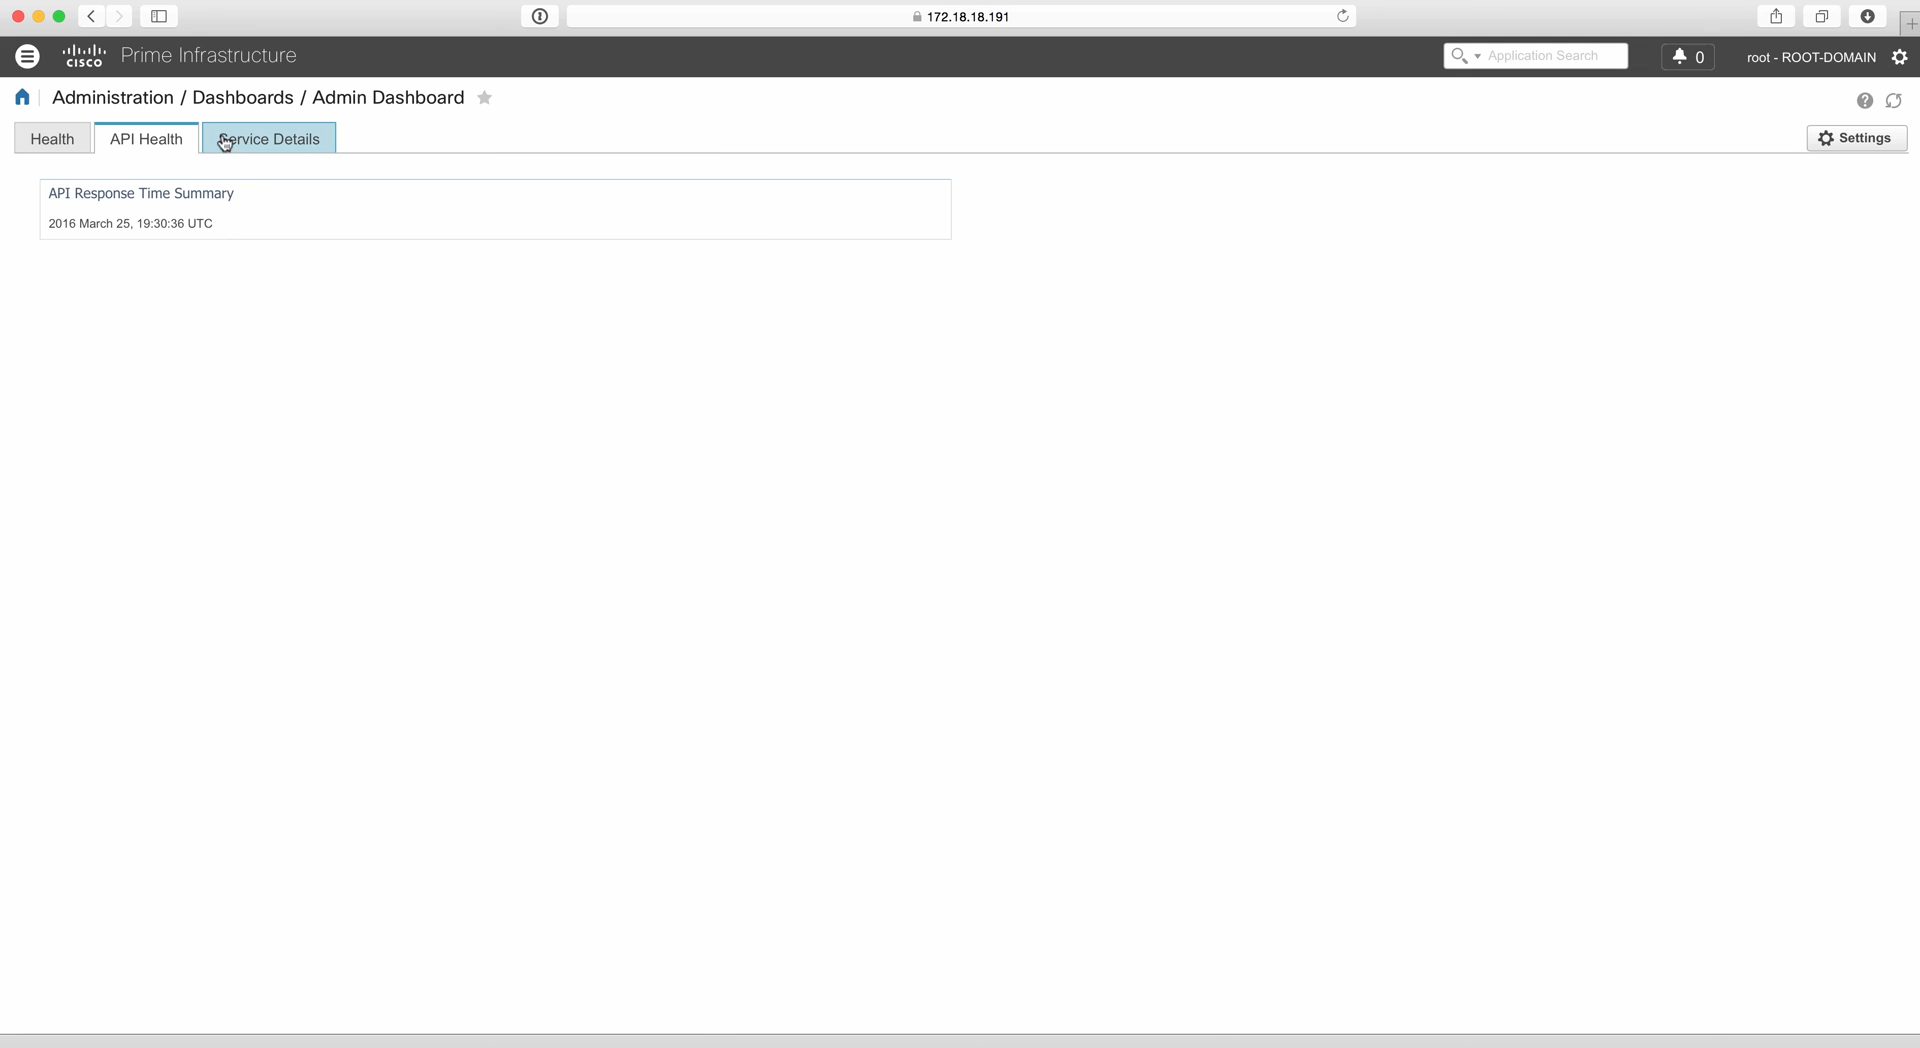 172.18.18.191
cisco Prime Infrastructure
Application Search
0
root - ROOT-DOMAIN
Administration / Dashboards / Admin Dashboard
Health
API Health
Service Details
Settings
API Response Time Summary
2016 March 25, 19:30:36 UTC